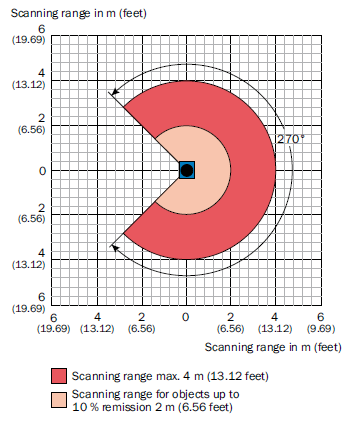 Scanning range in m (feet)
6
(19.69)
4
(13.12)
2
(6.56)
0
2
(6.56)
4
(13.12)
6
(19.69)
270°
6 4 2 0 2 4 6
(19.69) (13.12) (6.56) (6.56) (13.12) (9.69)
Scanning range in m (feet)
Scanning range max. 4 m (13.12 feet)
Scanning range for objects up to
10 % remission 2 m (6.56 feet)